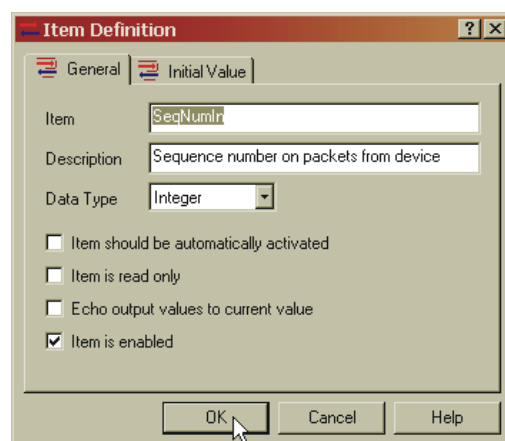 Item Definition ? X
General Initial Value
Item SeqNumIn
Description Sequence number on packets from device
Data Type Integer
Item should be automatically activated
Item is read only
Echo output values to current value
Item is enabled
OK Cancel Help